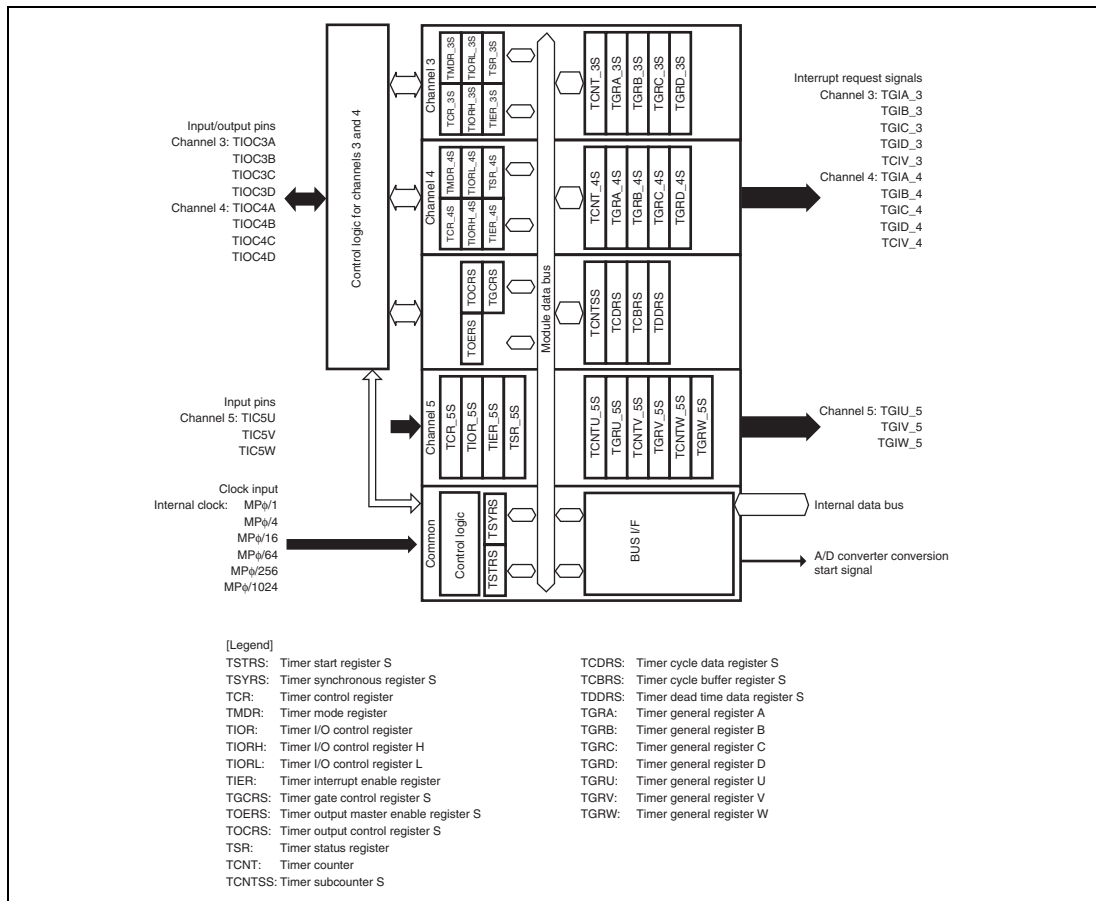 Input/output pins
Channel 3: TIOC3A
TIOC3B
TIOC3C
TIOC3D
Channel 4: TIOC4A
TIOC4B
TIOC4C
TIOC4D
Input pins
Channel 5: TIC5U
TIC5V
TIC5W
Clock input
Internal clock: MPϕ/1
MPϕ/4
MPϕ/16
MPϕ/64
MPϕ/256
MPϕ/1024
Control logic for channels 3 and 4
Channel 3
TCR_3S
TMDR_3S
TIORH_3S
TIORL_3S
TIER_3S
TSR_3S
TCNT_3S
TGRA_3S
TGRB_3S
TGRC_3S
TGRD_3S
Channel 4
TCR_4S
TMDR_4S
TIORH_4S
TIORL_4S
TIER_4S
TSR_4S
TCNT_4S
TGRA_4S
TGRB_4S
TGRC_4S
TGRD_4S
TOERS
TOCRS
TGCRS
Module data bus
TCNTSS
TCDRS
TCBRS
TDDRS
Channel 5
TCR_5S
TIOR_5S
TIER_5S
TSR_5S
TCNTU_5S
TGRU_5S
TCNTV_5S
TGRV_5S
TCNTW_5S
TGRW_5S
Common
Control logic
TSTRS
TSYRS
BUS I/F
Interrupt request signals
Channel 3: TGIA_3
TGIB_3
TGIC_3
TGID_3
TCIV_3
Channel 4: TGIA_4
TGIB_4
TGIC_4
TGID_4
TCIV_4
Channel 5: TGIU_5
TGIV_5
TGIW_5
Internal data bus
A/D converter conversion
start signal
[Legend]
TSTRS: Timer start register S
TSYRS: Timer synchronous register S
TCR: Timer control register
TMDR: Timer mode register
TIOR: Timer I/O control register
TIORH: Timer I/O control register H
TIORL: Timer I/O control register L
TIER: Timer interrupt enable register
TGCRS: Timer gate control register S
TOERS: Timer output master enable register S
TOCRS: Timer output control register S
TSR: Timer status register
TCNT: Timer counter
TCNTSS: Timer subcounter S
TCDRS: Timer cycle data register S
TCBRS: Timer cycle buffer register S
TDDRS: Timer dead time data register S
TGRA: Timer general register A
TGRB: Timer general register B
TGRC: Timer general register C
TGRD: Timer general register D
TGRU: Timer general register U
TGRV: Timer general register V
TGRW: Timer general register W